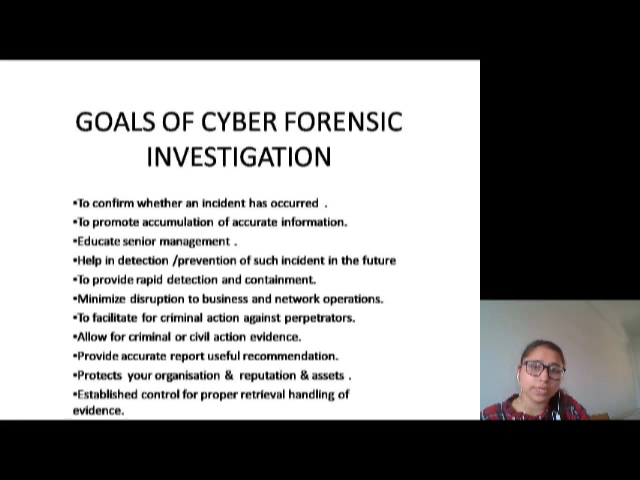 GOALS OF CYBER FORENSIC
INVESTIGATION
•To confirm whether an incident has occurred .
•To promote accumulation of accurate information.
•Educate senior management .
•Help in detection /prevention of such incident in the future
•To provide rapid detection and containment.
•Minimize disruption to business and network operations.
•To facilitate for criminal action against perpetrators.
•Allow for criminal or civil action evidence.
•Provide accurate report useful recommendation.
•Protects your organisation & reputation & assets .
•Established control for proper retrieval handling of
evidence.